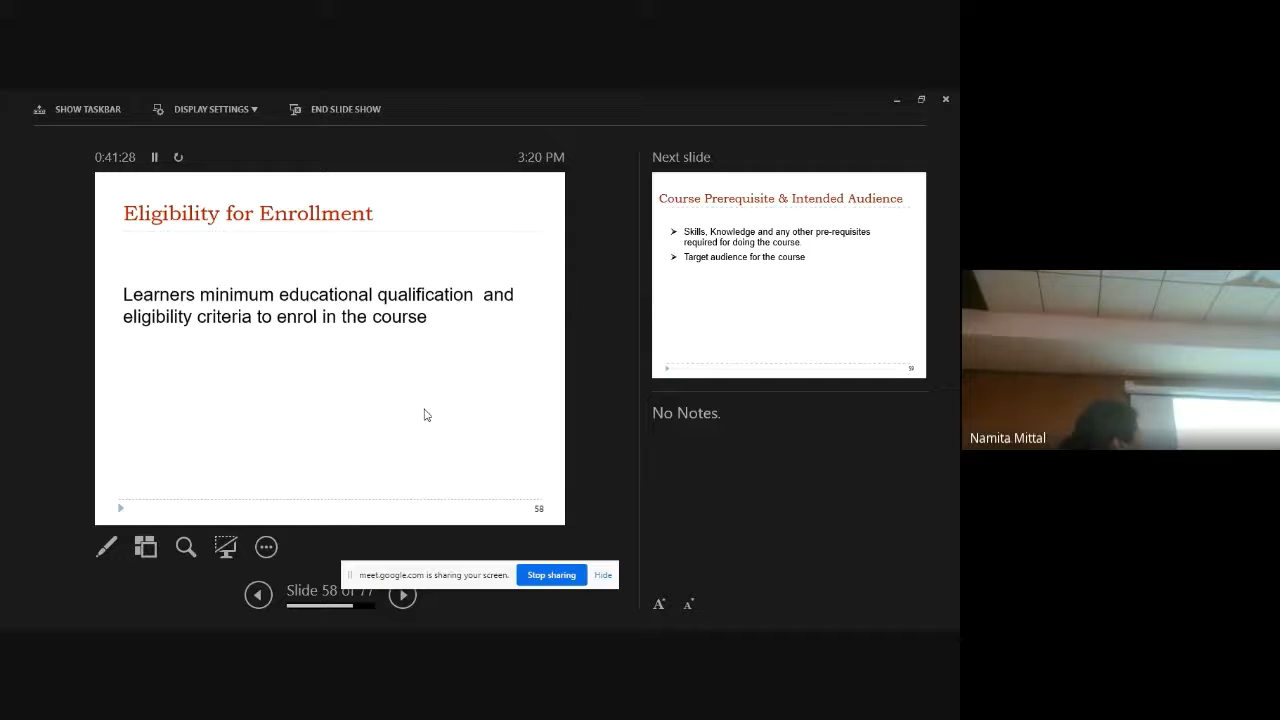 SHOW TASKBAR
DISPLAY SETTINGS
END SLIDE SHOW
0:41:28
3:20 PM
Eligibility for Enrollment
Learners minimum educational qualification and
eligibility criteria to enrol in the course
58
Next slide
Course Prerequisite & Intended Audience
Skills, Knowledge and any other pre-requisites
required for doing the course.
Target audience for the course
59
No Notes.
Namita Mittal
meet.google.com is sharing your screen.
Stop sharing
Hide
Slide 58 of 77
A
A